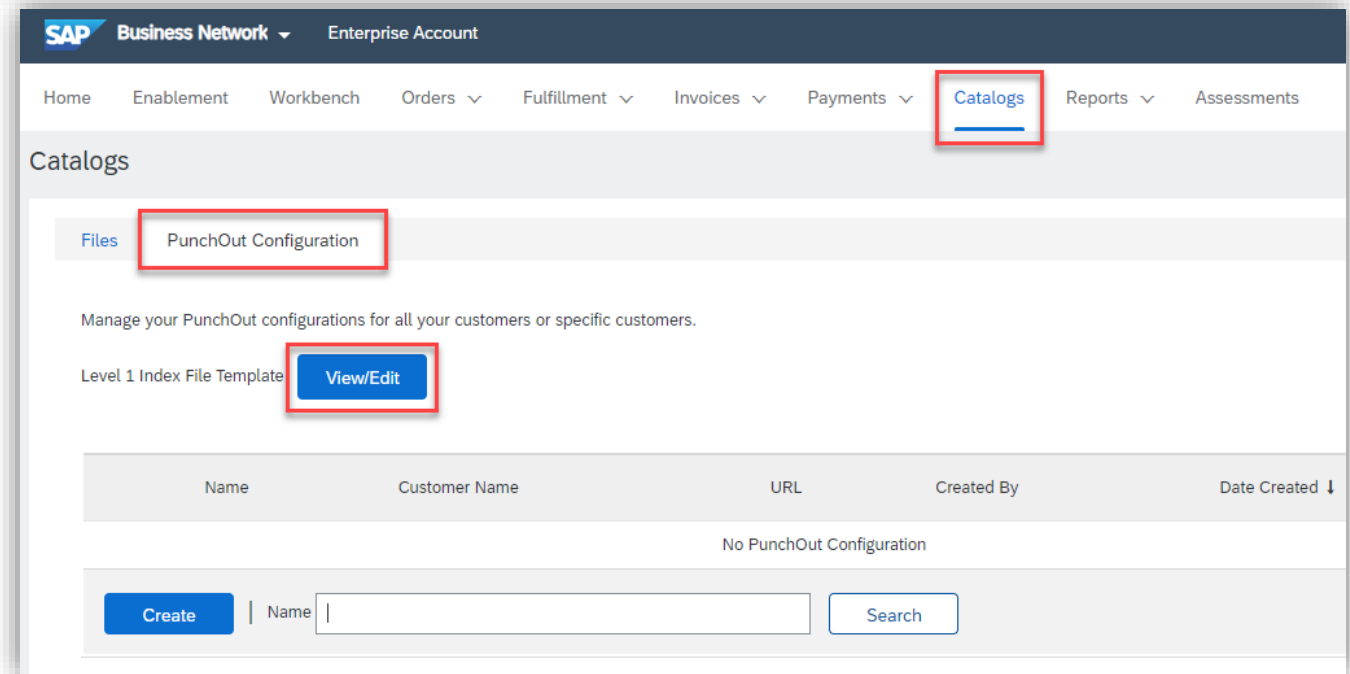 SAP Business Network Enterprise Account
Home Enablement Workbench Orders Fulfillment Invoices Payments Catalogs Reports Assessments
Catalogs
Files PunchOut Configuration
Manage your PunchOut configurations for all your customers or specific customers.
Level 1 Index File Template View/Edit
Name Customer Name URL Created By Date Created ↓
No PunchOut Configuration
Create | Name Search